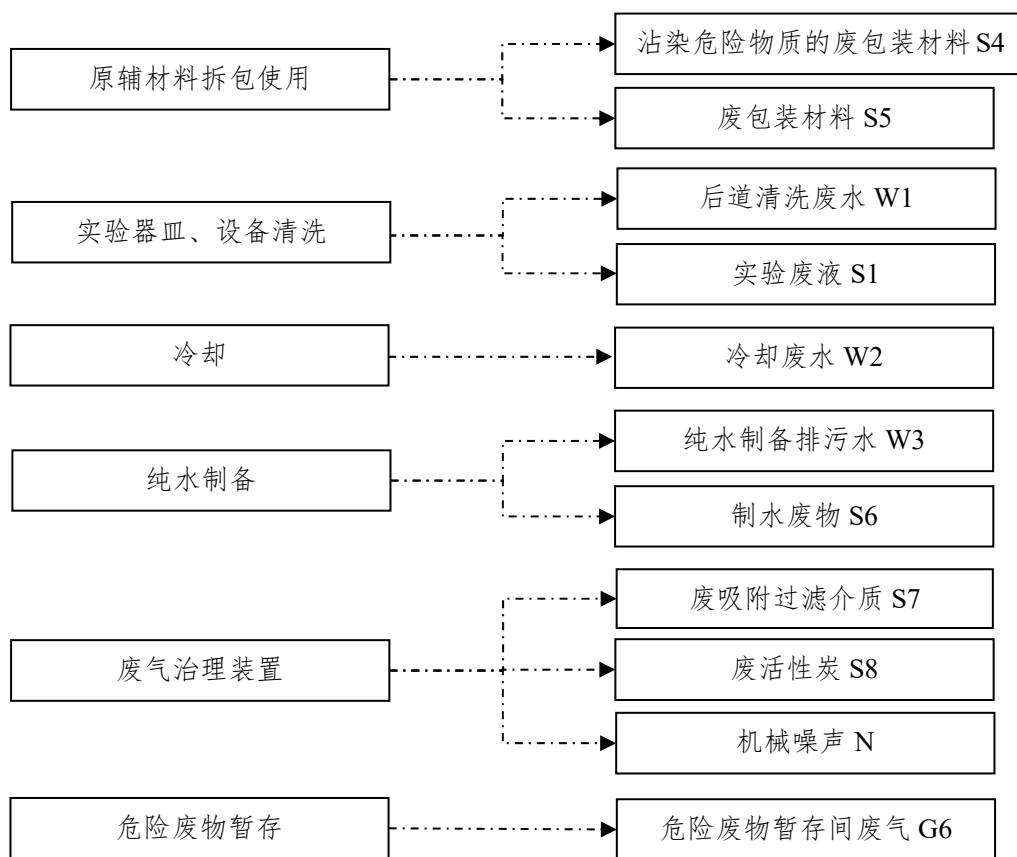 原辅材料拆包使用
沾染危险物质的废包装材料 S4
废包装材料 S5
实验器皿、设备清洗
后道清洗废水 W1
实验废液 S1
冷却
冷却废水 W2
纯水制备
纯水制备排污水 W3
制水废物 S6
废气治理装置
废吸附过滤介质 S7
废活性炭 S8
机械噪声 N
危险废物暂存
危险废物暂存间废气 G6